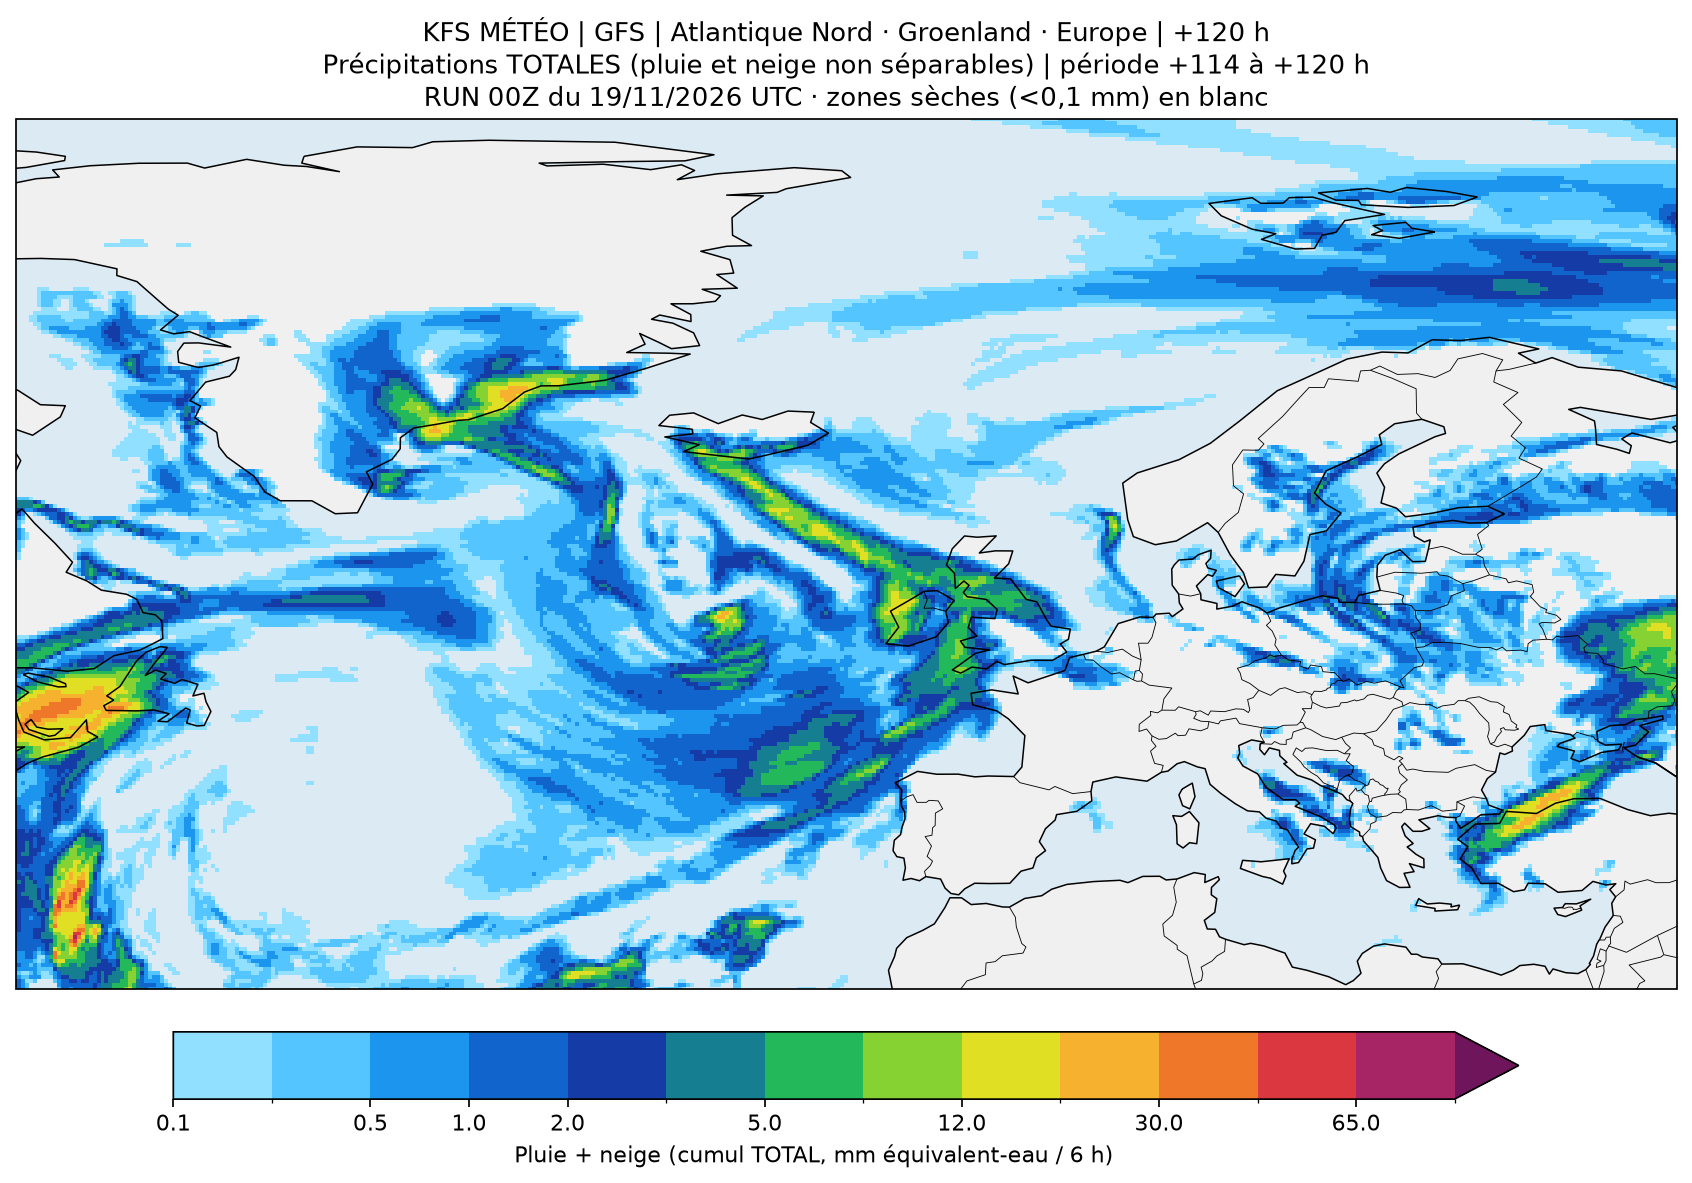 KFS MÉTÉO | GFS | Atlantique Nord · Groenland · Europe | +120 h
Précipitations TOTALES (pluie et neige non séparables) | période +114 à +120 h
RUN 00Z du 19/11/2026 UTC · zones sèches (<0,1 mm) en blanc
0.1 0.5 1.0 2.0 5.0 12.0 30.0 65.0
Pluie + neige (cumul TOTAL, mm équivalent-eau / 6 h)